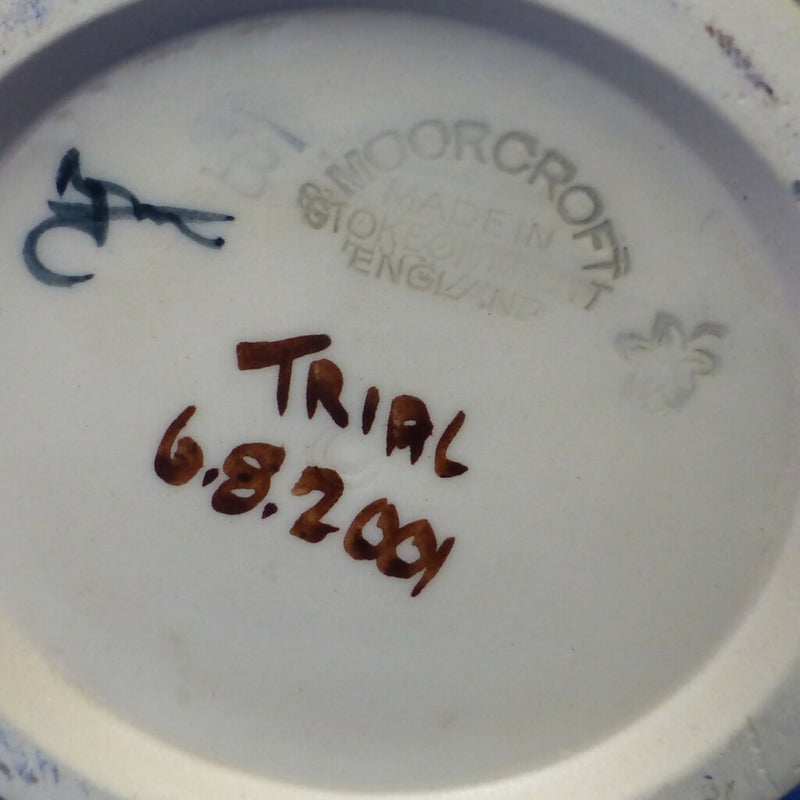 MOORCROFT
MADE IN
STOKE ON TRENT
ENGLAND
TRIAL
6.8.2001